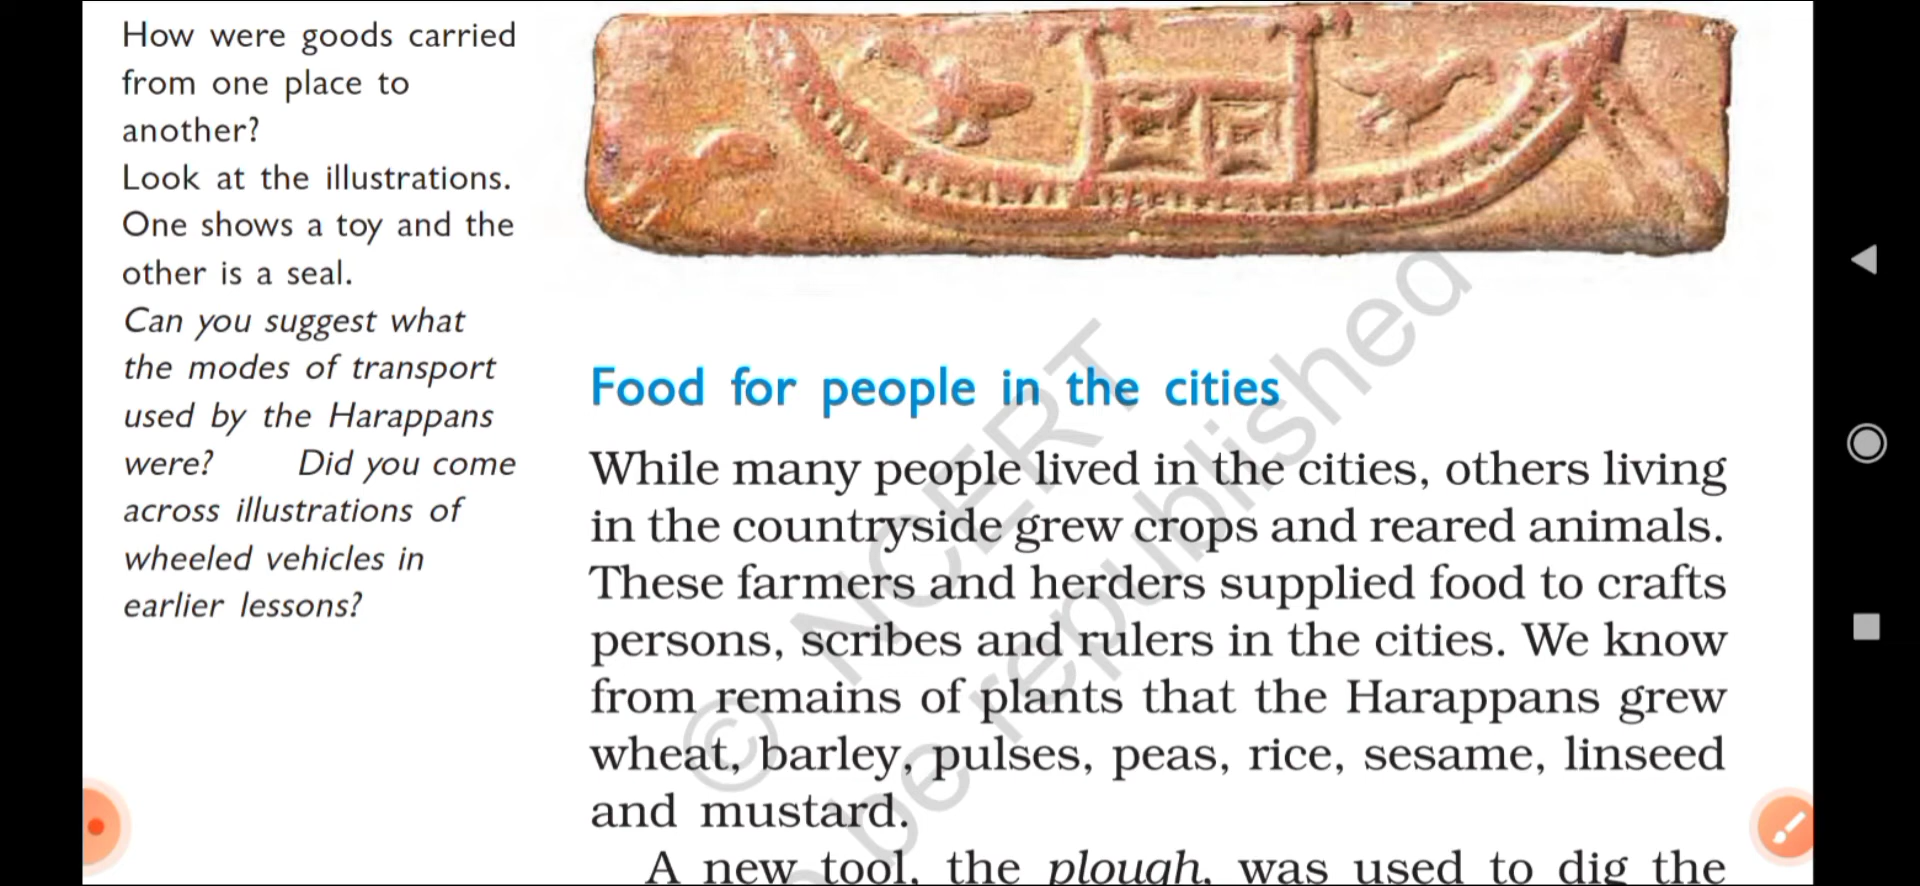 How were goods carried
from one place to
another?
Look at the illustrations.
One shows a toy and the
other is a seal.
Can you suggest what
the modes of transport
used by the Harappans
were? Did you come
across illustrations of
wheeled vehicles in
earlier lessons?
Food for people in the cities
While many people lived in the cities, others living
in the countryside grew crops and reared animals.
These farmers and herders supplied food to crafts
persons, scribes and rulers in the cities. We know
from remains of plants that the Harappans grew
wheat, barley, pulses, peas, rice, sesame, linseed
and mustard.
A new tool, the plough, was used to dig the
© NCERT
be republished